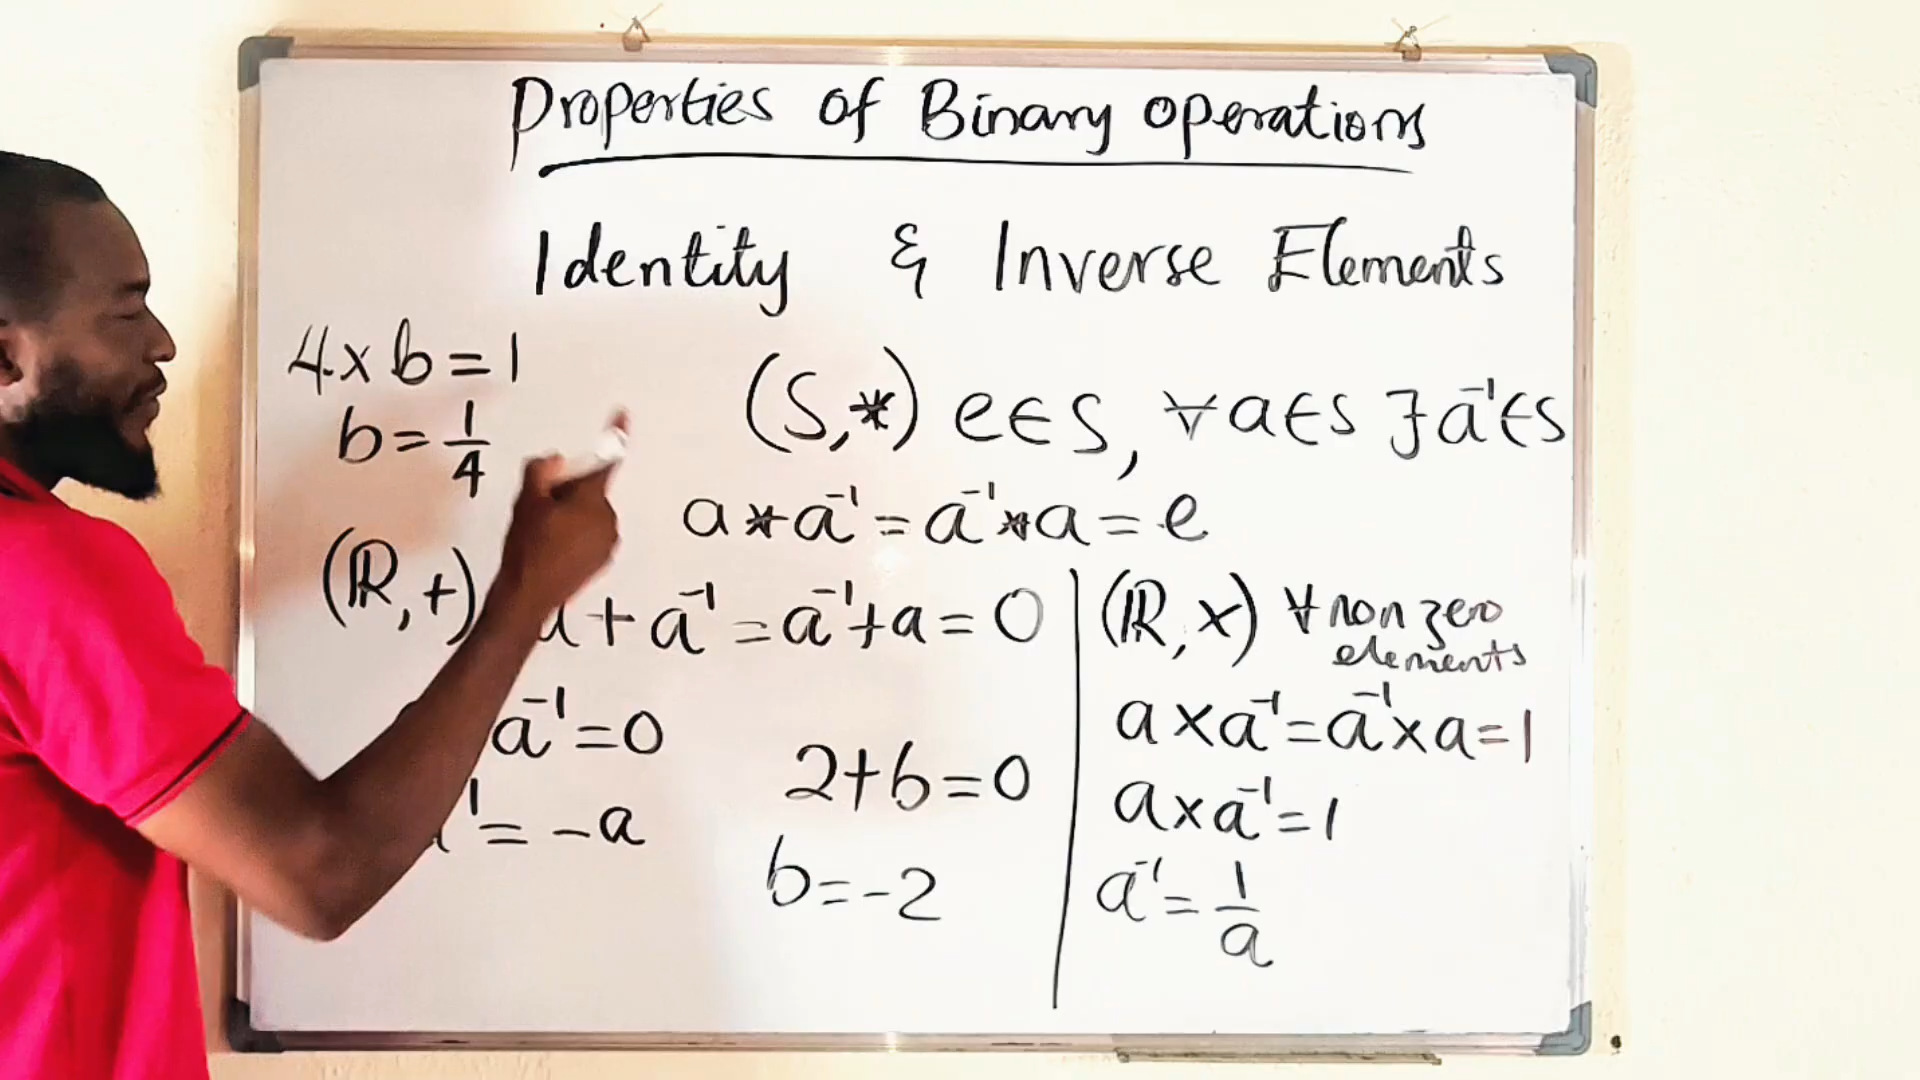 Properties of Binary Operations
Identity & Inverse Elements
4×b=1
b=1/4
(S,*) e∈S, ∀a∈S ∃a⁻¹∈S
a*a⁻¹=a⁻¹*a=e
(ℝ,+) a+a⁻¹=a⁻¹+a=0
a⁻¹=0
⁻¹=-a
2+b=0
b=-2
(ℝ,×) ∀ non zero
elements
a×a⁻¹=a⁻¹×a=1
a×a⁻¹=1
a⁻¹=1/a